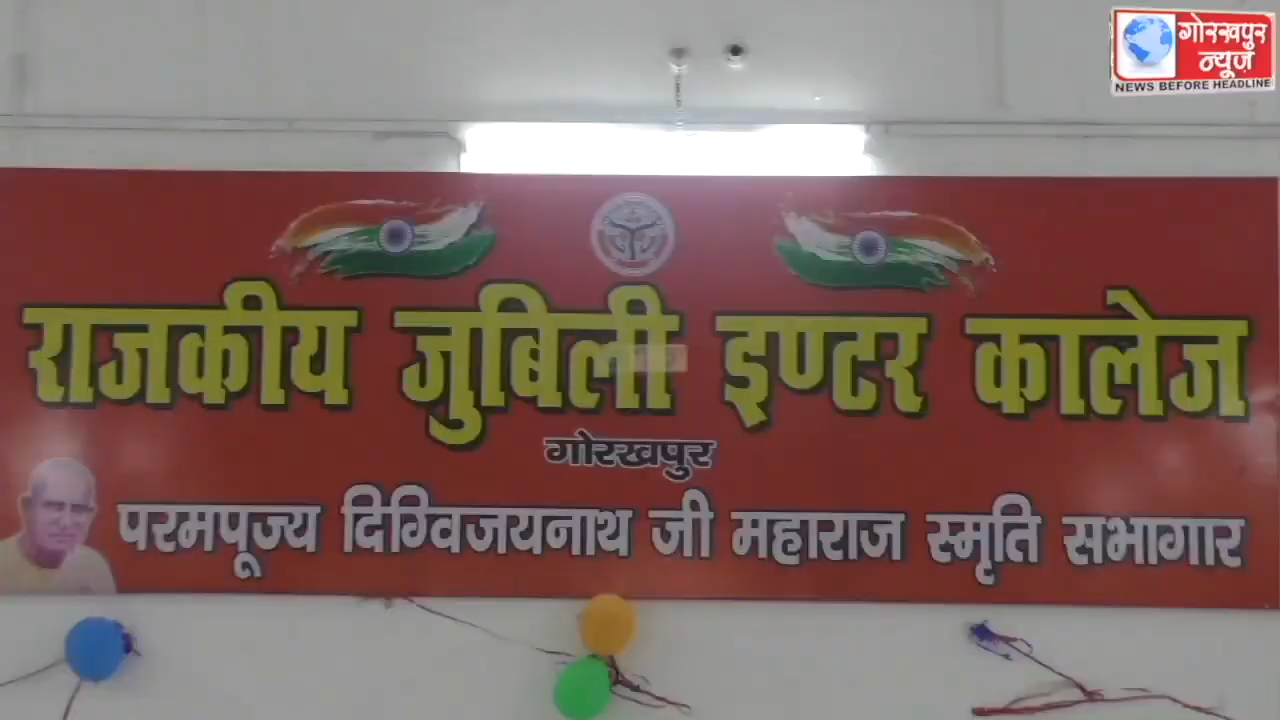 गोरखपुर
न्यूज़
NEWS BEFORE HEADLINE
राजकीय जुबिली इण्टर कालेज
गोरखपुर
परमपूज्य दिग्विजयनाथ जी महाराज स्मृति सभागार